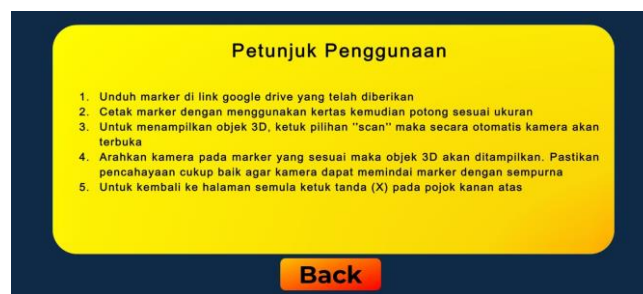 Petunjuk Penggunaan
1. Unduh marker di link google drive yang telah diberikan
2. Cetak marker dengan menggunakan kertas kemudian potong sesuai ukuran
3. Untuk menampilkan objek 3D, ketuk pilihan "scan" maka secara otomatis kamera akan
terbuka
4. Arahkan kamera pada marker yang sesuai maka objek 3D akan ditampilkan. Pastikan
pencahayaan cukup baik agar kamera dapat memindai marker dengan sempurna
5. Untuk kembali ke halaman semula ketuk tanda (X) pada pojok kanan atas
Back